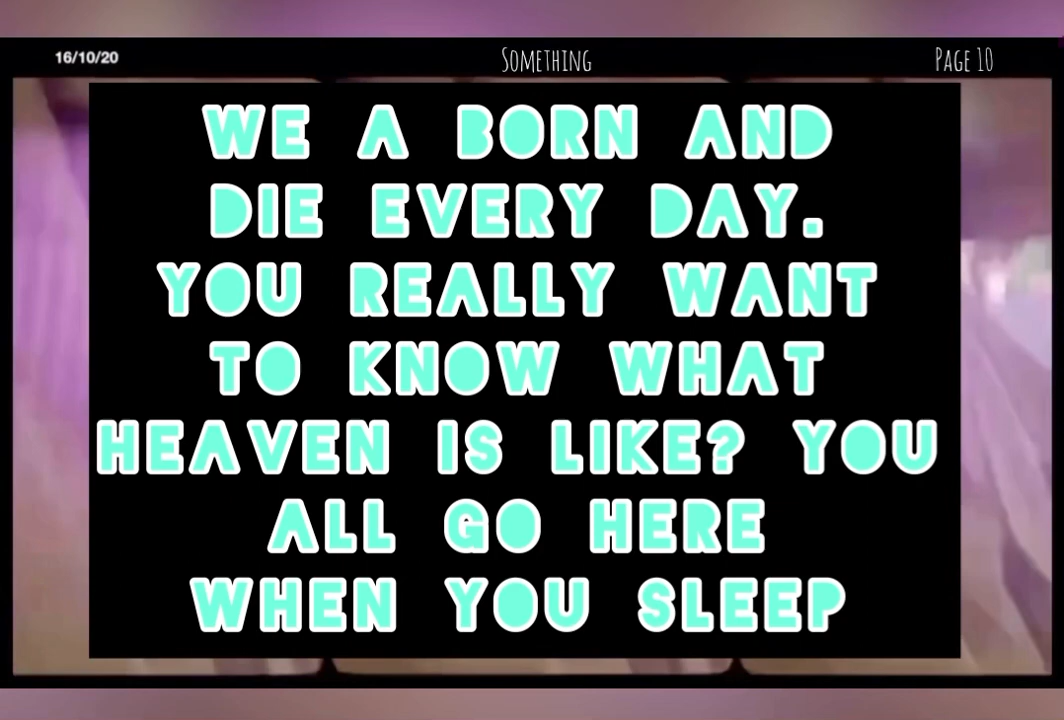 16/10/20 Something Page 10
WE A BORN AND
DIE EVERY DAY.
YOU REALLY WANT
TO KNOW WHAT
HEAVEN IS LIKE? YOU
ALL GO HERE
WHEN YOU SLEEP